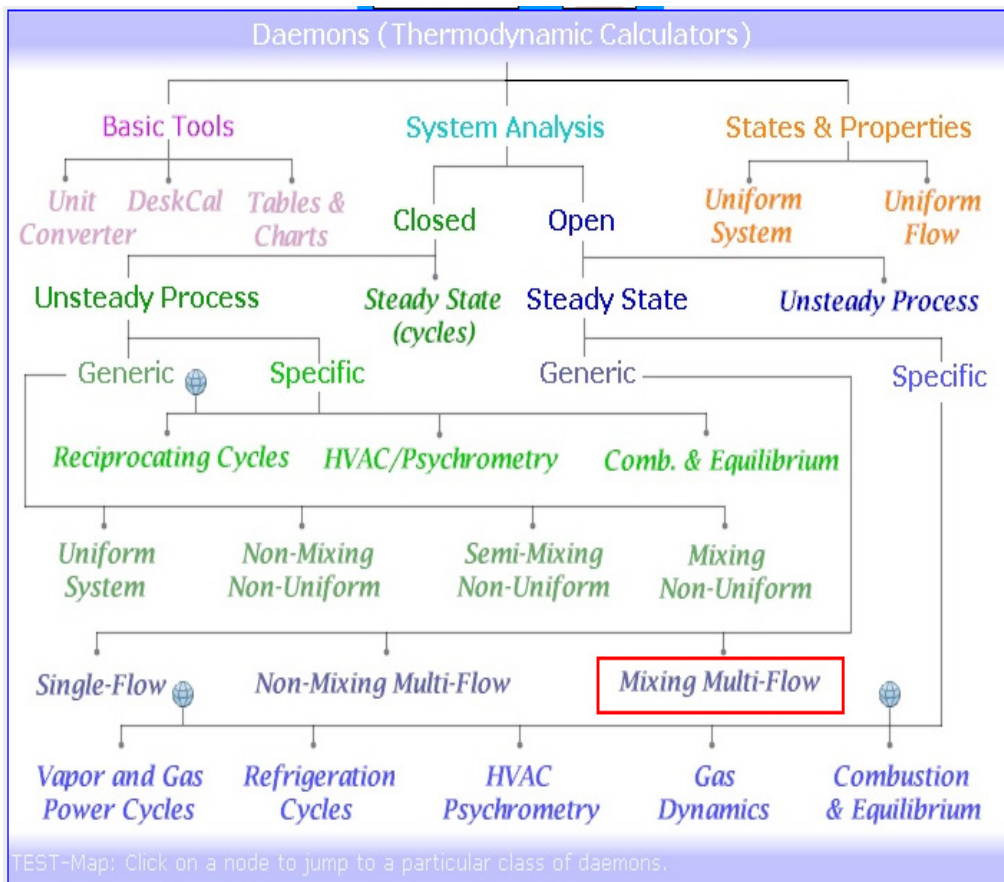 Daemons (Thermodynamic Calculators)
Basic Tools
System Analysis
States & Properties
Unit
Converter
DeskCal
Tables &
Charts
Closed
Open
Uniform
System
Uniform
Flow
Unsteady Process
Steady State
(cycles)
Steady State
Unsteady Process
Generic
Specific
Generic
Specific
Reciprocating Cycles
HVAC/Psychrometry
Comb. & Equilibrium
Uniform
System
Non-Mixing
Non-Uniform
Semi-Mixing
Non-Uniform
Mixing
Non-Uniform
Single-Flow
Non-Mixing Multi-Flow
Mixing Multi-Flow
Vapor and Gas
Power Cycles
Refrigeration
Cycles
HVAC
Psychrometry
Gas
Dynamics
Combustion
& Equilibrium
TEST-Map: Click on a node to jump to a particular class of daemons.